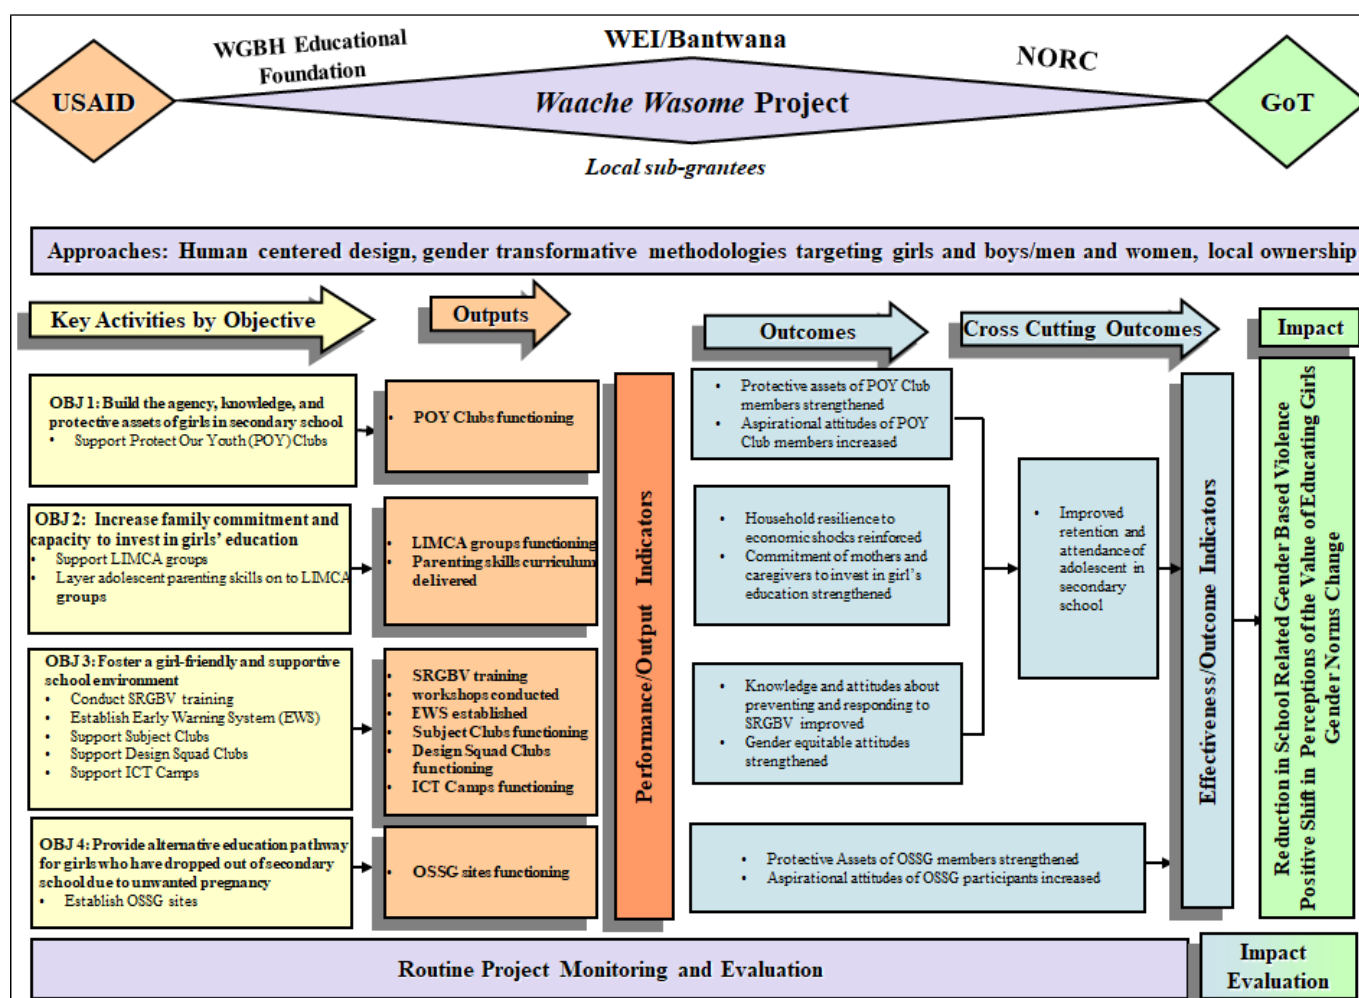 WGBH Educational
Foundation
WEI/Bantwana
NORC
USAID
Waache Wasome Project
GoT
Local sub-grantees
Approaches: Human centered design, gender transformative methodologies targeting girls and boys/men and women, local ownership
Key Activities by Objective
Outputs
Outcomes
Cross Cutting Outcomes
Impact
OBJ 1: Build the agency, knowledge, and
protective assets of girls in secondary school
• Support Protect Our Youth (POY) Clubs
OBJ 2: Increase family commitment and
capacity to invest in girls' education
• Support LIMCA groups
• Layer adolescent parenting skills on to LIMCA
groups
OBJ 3: Foster a girl-friendly and supportive
school environment
• Conduct SRGBV training
• Establish Early Warning System (EWS)
• Support Subject Clubs
• Support Design Squad Clubs
• Support ICT Camps
OBJ 4: Provide alternative education pathway
for girls who have dropped out of secondary
school due to unwanted pregnancy
• Establish OSSG sites
• POY Clubs functioning
• LIMCA groups functioning
• Parenting skills curriculum
delivered
• SRGBV training
• workshops conducted
• EWS established
• Subject Clubs functioning
• Design Squad Clubs
functioning
• ICT Camps functioning
• OSSG sites functioning
Performance/Output Indicators
• Protective assets of POY Club
members strengthened
• Aspirational attitudes of POY
Club members increased
• Household resilience to
economic shocks reinforced
• Commitment of mothers and
caregivers to invest in girl's
education strengthened
• Knowledge and attitudes about
preventing and responding to
SRGBV improved
• Gender equitable attitudes
strengthened
• Protective Assets of OSSG members strengthened
• Aspirational attitudes of OSSG participants increased
• Improved
retention and
attendance of
adolescent in
secondary
school
Effectiveness/Outcome Indicators
Reduction in School Related Gender Based Violence
Positive Shift in Perceptions of the Value of Educating Girls
Gender Norms Change
Routine Project Monitoring and Evaluation
Impact
Evaluation